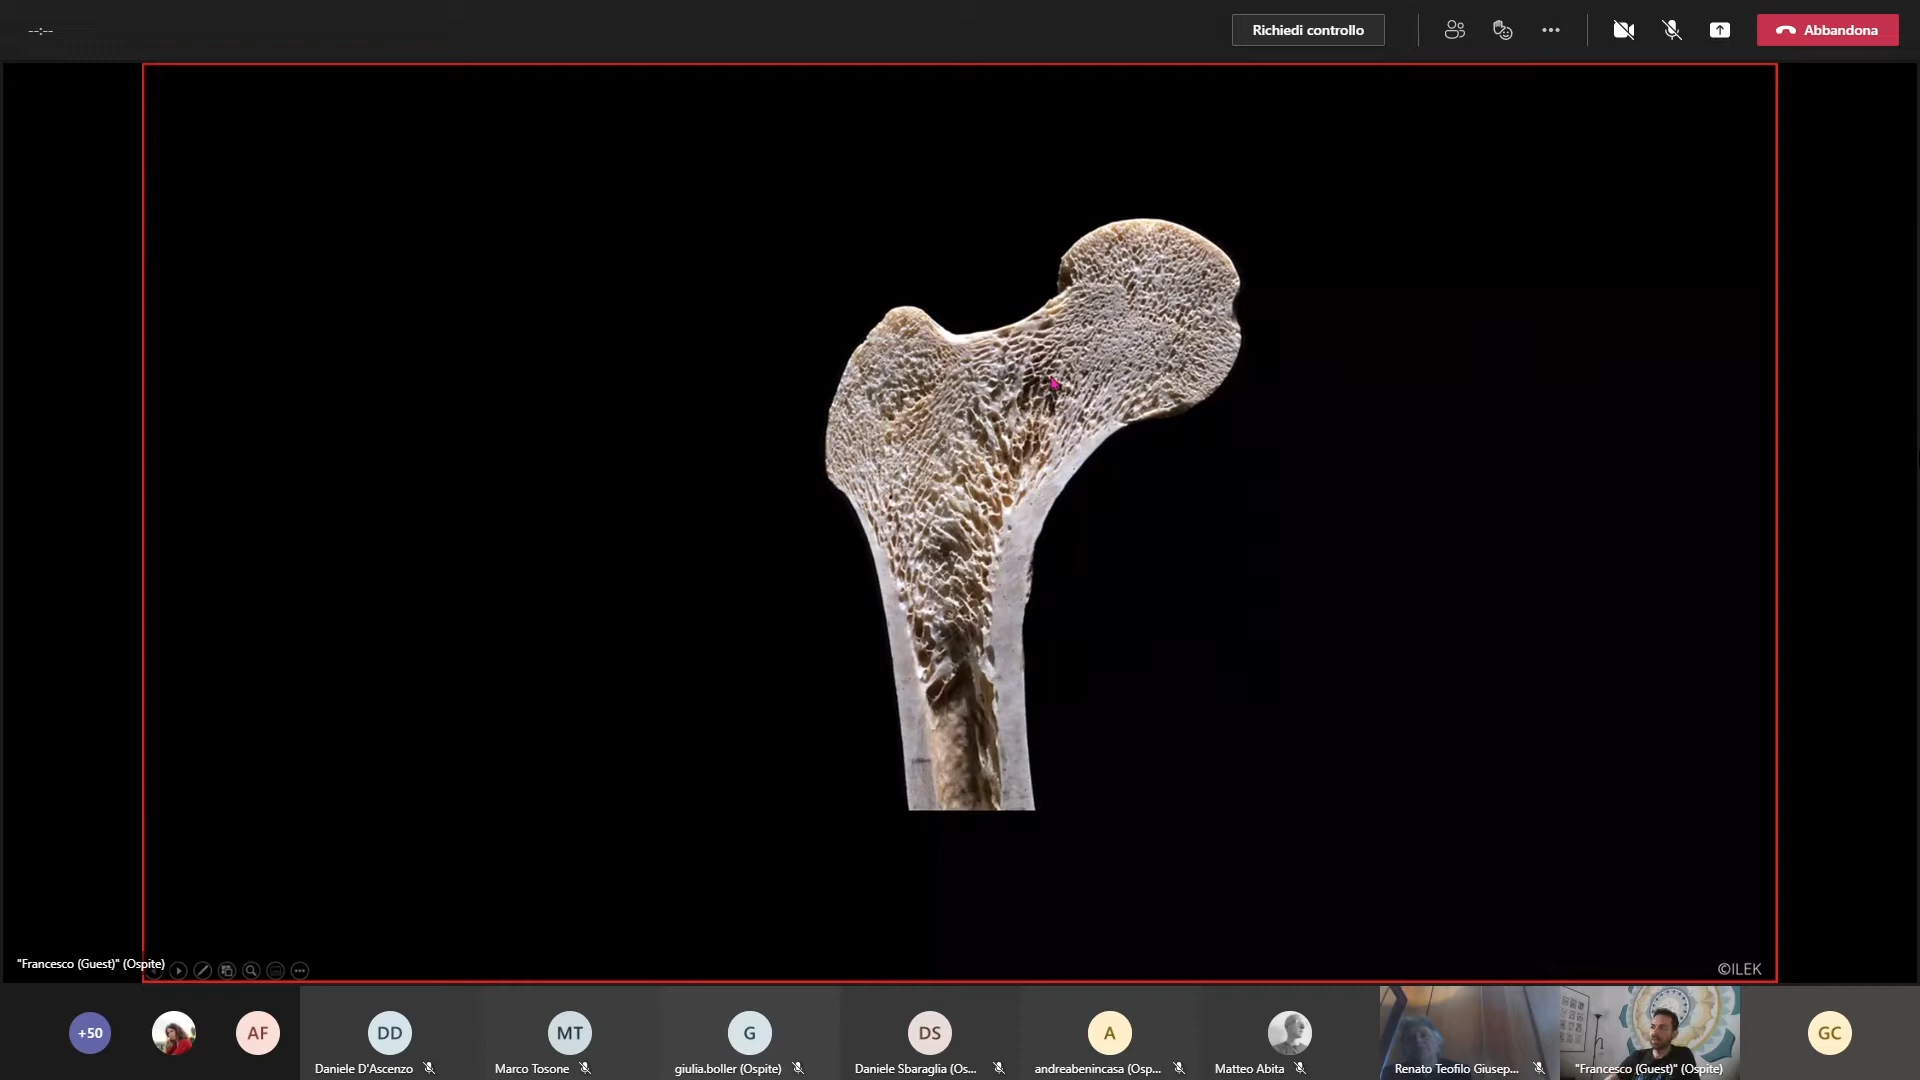 --:--
Richiedi controllo
Abbandona
"Francesco (Guest)" (Ospite)
©ILEK
+50
AF
DD
MT
G
DS
A
GC
Daniele D'Ascenzo
Marco Tosone
giulia.boller (Ospite)
Daniele Sbaraglia (Os...
andreabenincasa (Osp...
Matteo Abita
Renato Teofilo Giusep...
"Francesco (Guest)" (Ospite)